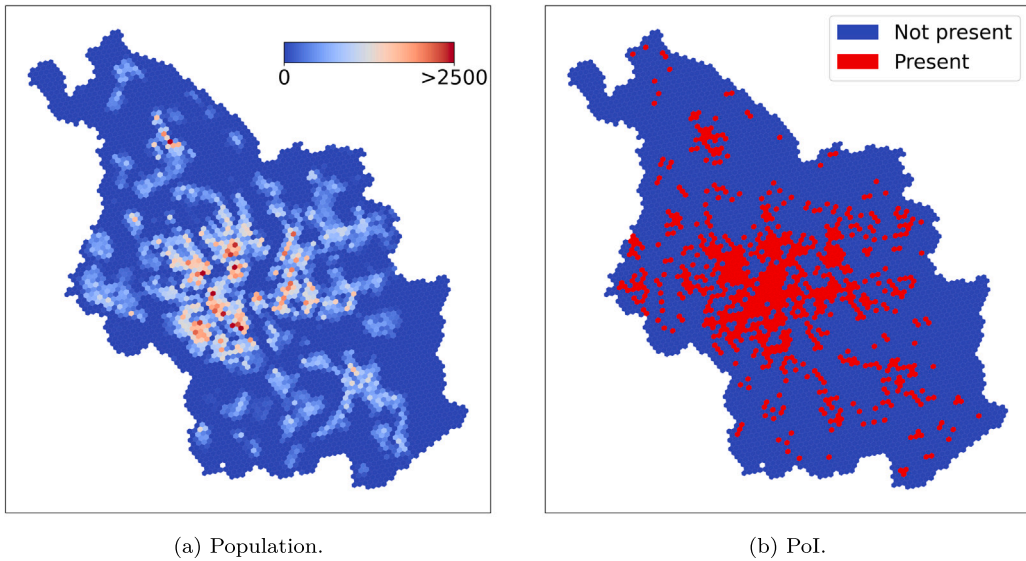 0
>2500
Not present
Present
(a) Population.
(b) PoI.